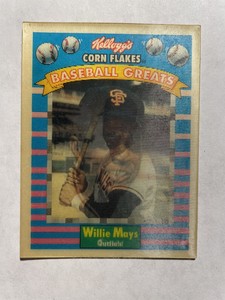 Kellogg's
CORN FLAKES
BASEBALL GREATS
SF
Willie Mays
Outfield